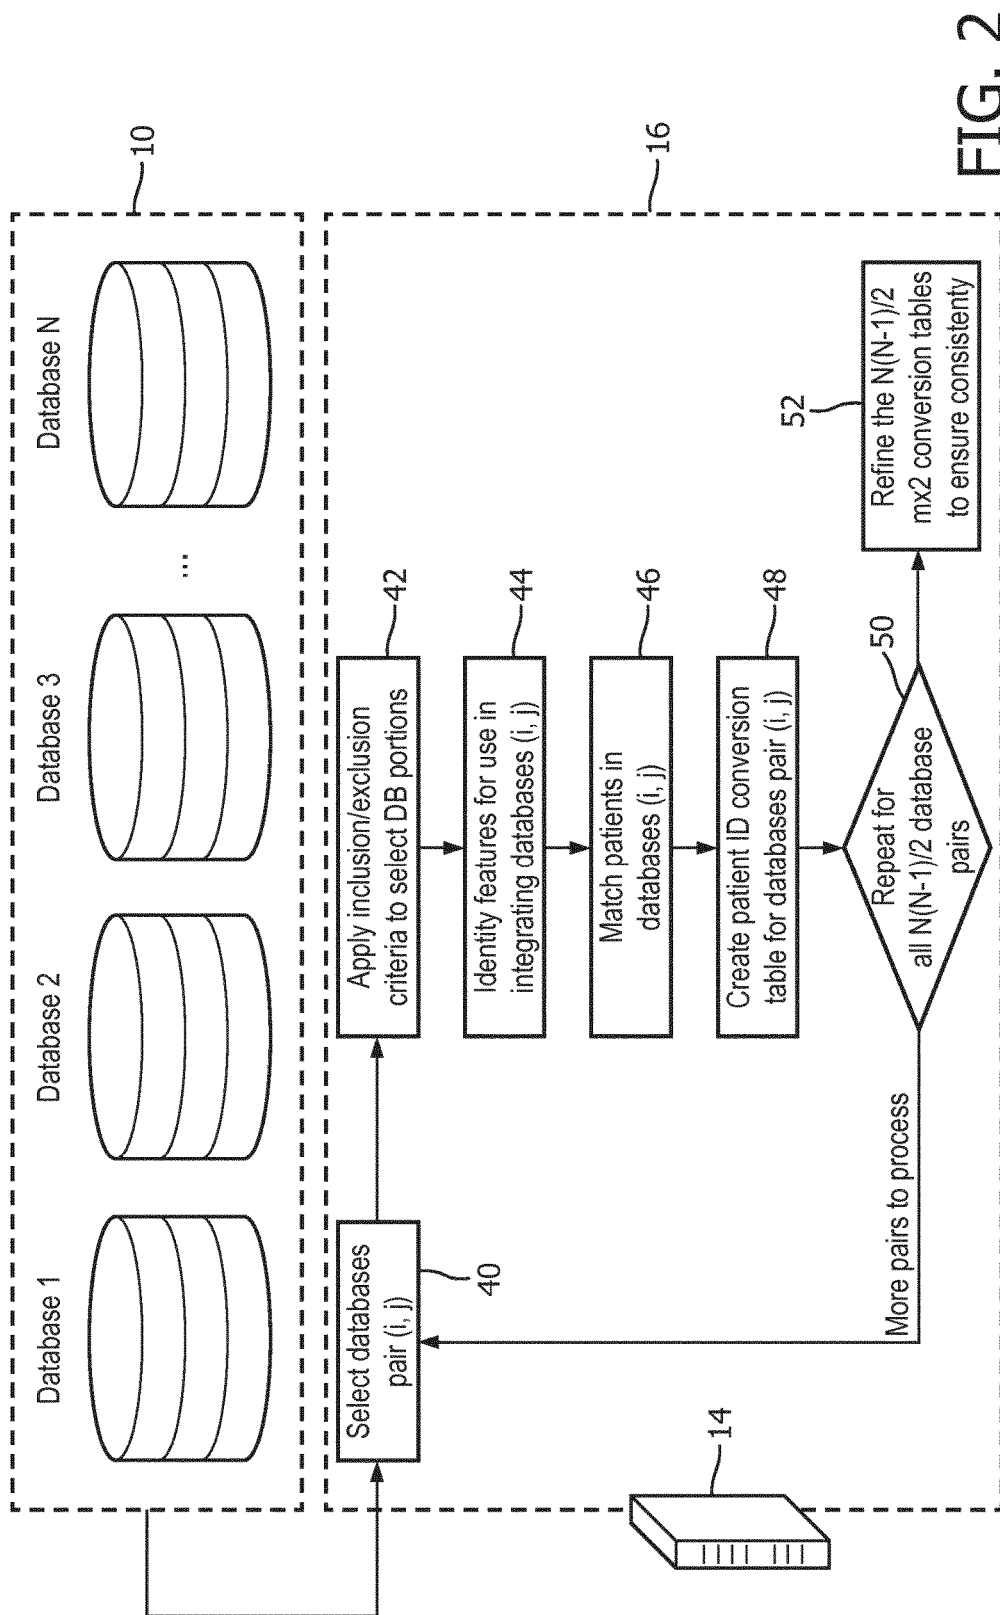 Database 1
Database 2
Database 3
...
Database N
10
Select databases
pair (i, j)
40
Apply inclusion/exclusion
criteria to select DB portions
42
Identity features for use in
integrating databases (i, j)
44
Match patients in
databases (i, j)
46
Create patient ID conversion
table for databases pair (i, j)
48
Repeat for
all N(N-1)/2 database
pairs
50
More pairs to process
Refine the N(N-1)/2
mx2 conversion tables
to ensure consistenty
52
14
16
FIG. 2